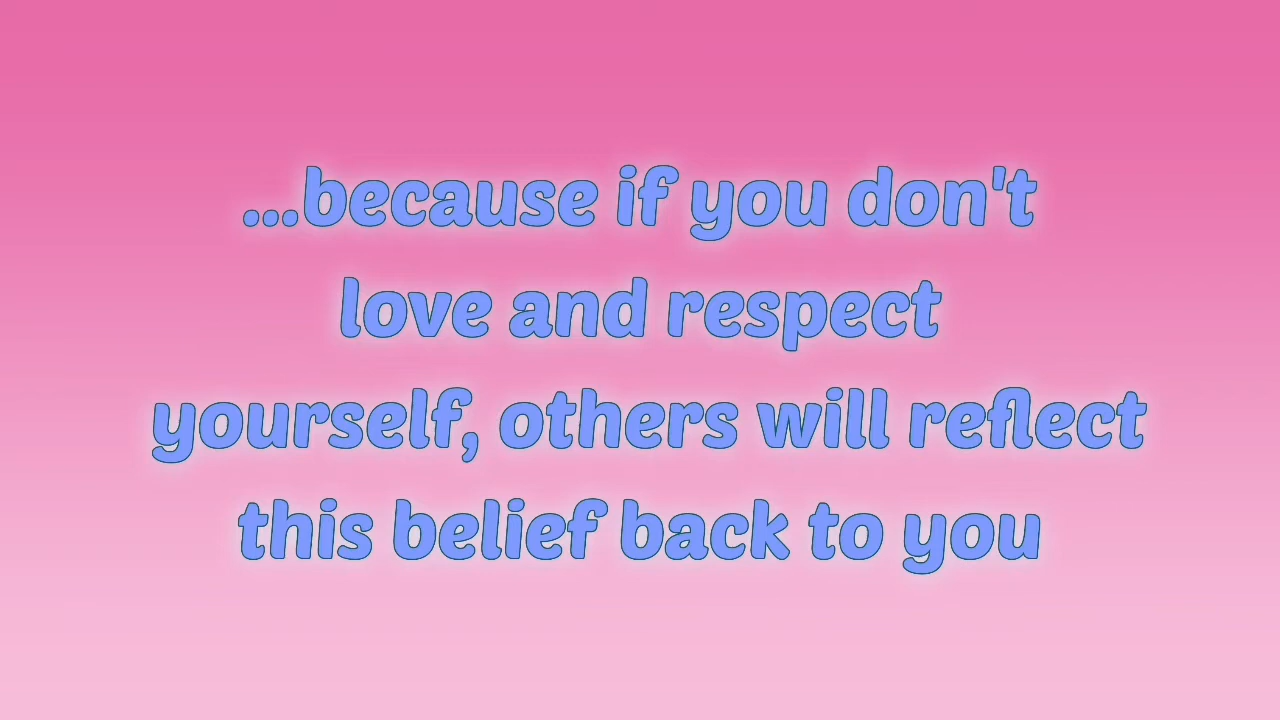 ...because if you don't
love and respect
yourself, others will reflect
this belief back to you